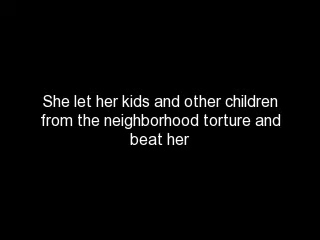 She let her kids and other children
from the neighborhood torture and
beat her